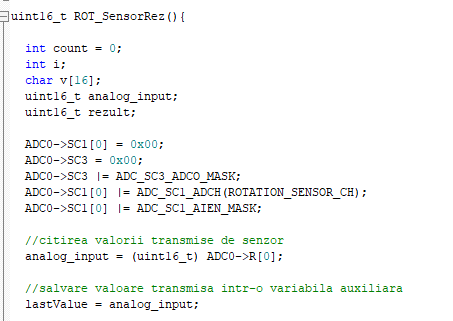 uint16_t ROT_SensorRez(){
int count = 0;
int i;
char v[16];
uint16_t analog_input;
uint16_t rezult;
ADC0->SC1[0] = 0x00;
ADC0->SC3 = 0x00;
ADC0->SC3 |= ADC_SC3_ADCO_MASK;
ADC0->SC1[0] |= ADC_SC1_ADCH(ROTATION_SENSOR_CH);
ADC0->SC1[0] |= ADC_SC1_AIEN_MASK;
//citirea valorii transmise de senzor
analog_input = (uint16_t) ADC0->R[0];
//salvare valoare transmisa intr-o variabila auxiliara
lastValue = analog_input;